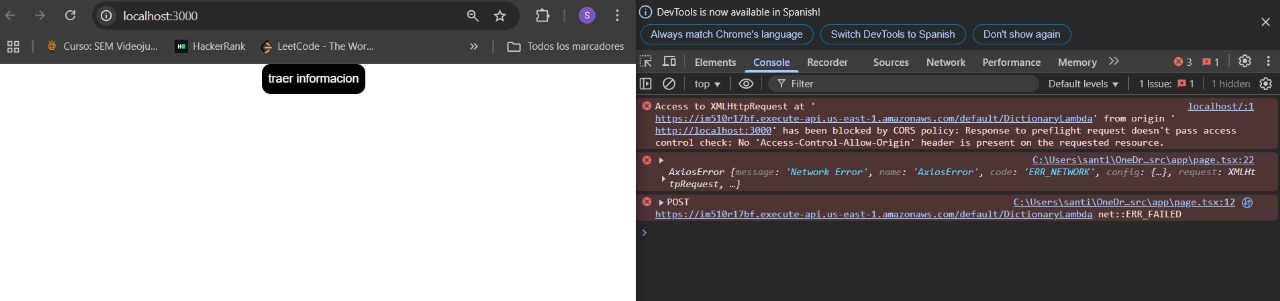 localhost:3000
S
Curso: SEM Videoju...
HackerRank
LeetCode - The Wor...
»
Todos los marcadores
traer informacion
DevTools is now available in Spanish!
Always match Chrome's language
Switch DevTools to Spanish
Don't show again
Elements Console Recorder Sources Network Performance Memory » 3 1
top ▾ Filter Default levels ▾ 1 Issue: 1 1 hidden
Access to XMLHttpRequest at ' localhost/:1
https://im510r17bf.execute-api.us-east-1.amazonaws.com/default/DictionaryLambda' from origin '
http://localhost:3000' has been blocked by CORS policy: Response to preflight request doesn't pass access
control check: No 'Access-Control-Allow-Origin' header is present on the requested resource.
C:\Users\santi\OneDr…src\app\page.tsx:22
AxiosError {message: 'Network Error', name: 'AxiosError', code: 'ERR_NETWORK', config: {…}, request: XMLHt
tpRequest, …}
POST C:\Users\santi\OneDr…src\app\page.tsx:12
https://im510r17bf.execute-api.us-east-1.amazonaws.com/default/DictionaryLambda net::ERR_FAILED